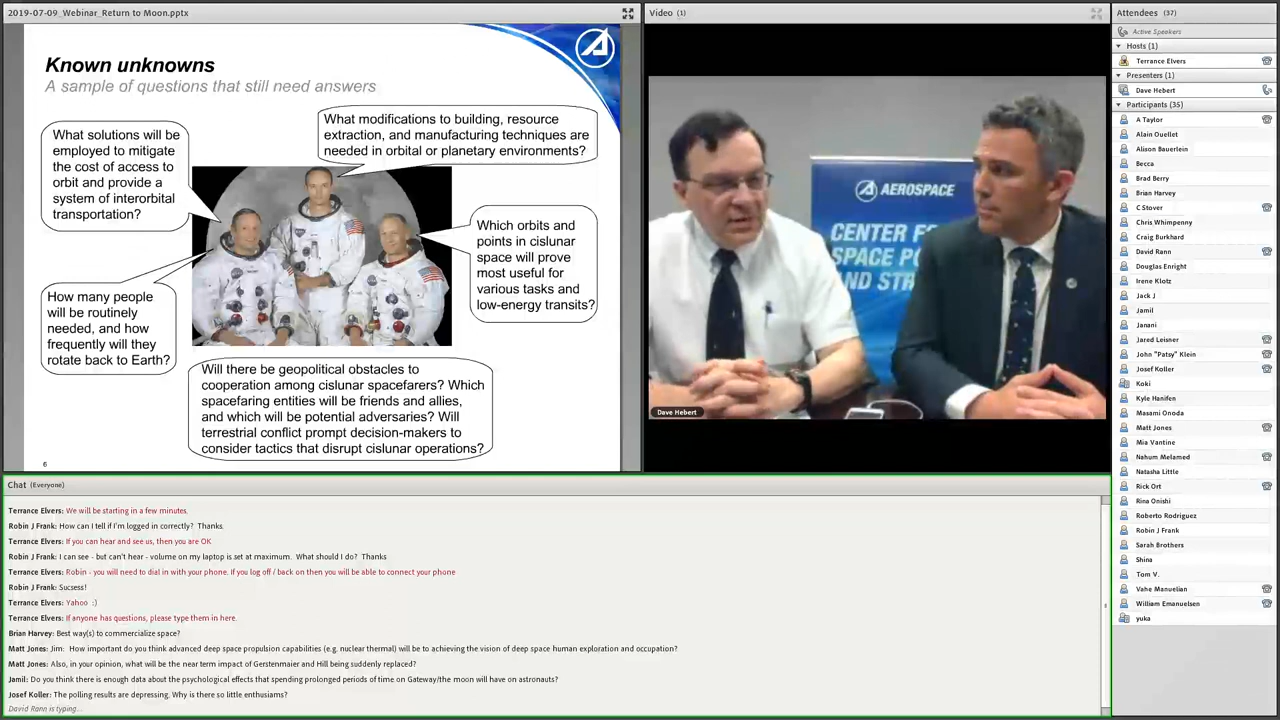 2019-07-09_Webinar_Return to Moon.pptx
Known unknowns
A sample of questions that still need answers
What solutions will be
employed to mitigate
the cost of access to
orbit and provide a
system of interorbital
transportation?
What modifications to building, resource
extraction, and manufacturing techniques are
needed in orbital or planetary environments?
Which orbits and
points in cislunar
space will prove
most useful for
various tasks and
low-energy transits?
How many people
will be routinely
needed, and how
frequently will they
rotate back to Earth?
Will there be geopolitical obstacles to
cooperation among cislunar spacefarers? Which
spacefaring entities will be friends and allies,
and which will be potential adversaries? Will
terrestrial conflict prompt decision-makers to
consider tactics that disrupt cislunar operations?
6
Video (1)
AEROSPACE
CENTER FO
SPACE PO
AND STR
Dave Hebert
Chat (Everyone)
Terrance Elvers: We will be starting in a few minutes.
Robin J Frank: How can I tell if I'm logged in correctly? Thanks.
Terrance Elvers: If you can hear and see us, then you are OK
Robin J Frank: I can see - but can't hear - volume on my laptop is set at maximum. What should I do? Thanks
Terrance Elvers: Robin - you will need to dial in with your phone. If you log off / back on then you will be able to connect your phone
Robin J Frank: Sucsess!
Terrance Elvers: Yahoo :)
Terrance Elvers: If anyone has questions, please type them in here.
Brian Harvey: Best way(s) to commercialize space?
Matt Jones: Jim: How important do you think advanced deep space propulsion capabilities (e.g. nuclear thermal) will be to achieving the vision of deep space human exploration and occupation?
Matt Jones: Also, in your opinion, what will be the near term impact of Gerstenmaier and Hill being suddenly replaced?
Jamil: Do you think there is enough data about the psychological effects that spending prolonged periods of time on Gateway/the moon will have on astronauts?
Josef Koller: The polling results are depressing. Why is there so little enthusiams?
David Rann is typing...
Attendees (37)
Active Speakers
Hosts (1)
Terrance Elvers
Presenters (1)
Dave Hebert
Participants (35)
A Taylor
Alain Ouellet
Alison Bauerlein
Becca
Brad Berry
Brian Harvey
C Stover
Chris Whimpenny
Craig Burkhard
David Rann
Douglas Enright
Irene Klotz
Jack J
Jamil
Janani
Jared Leisner
John "Patsy" Klein
Josef Koller
Koki
Kyle Hanifen
Masami Onoda
Matt Jones
Mia Vantine
Nahum Melamed
Natasha Little
Rick Ort
Rina Onishi
Roberto Rodriguez
Robin J Frank
Sarah Brothers
Shina
Tom V.
Vahe Manuelian
William Emanuelsen
yuka